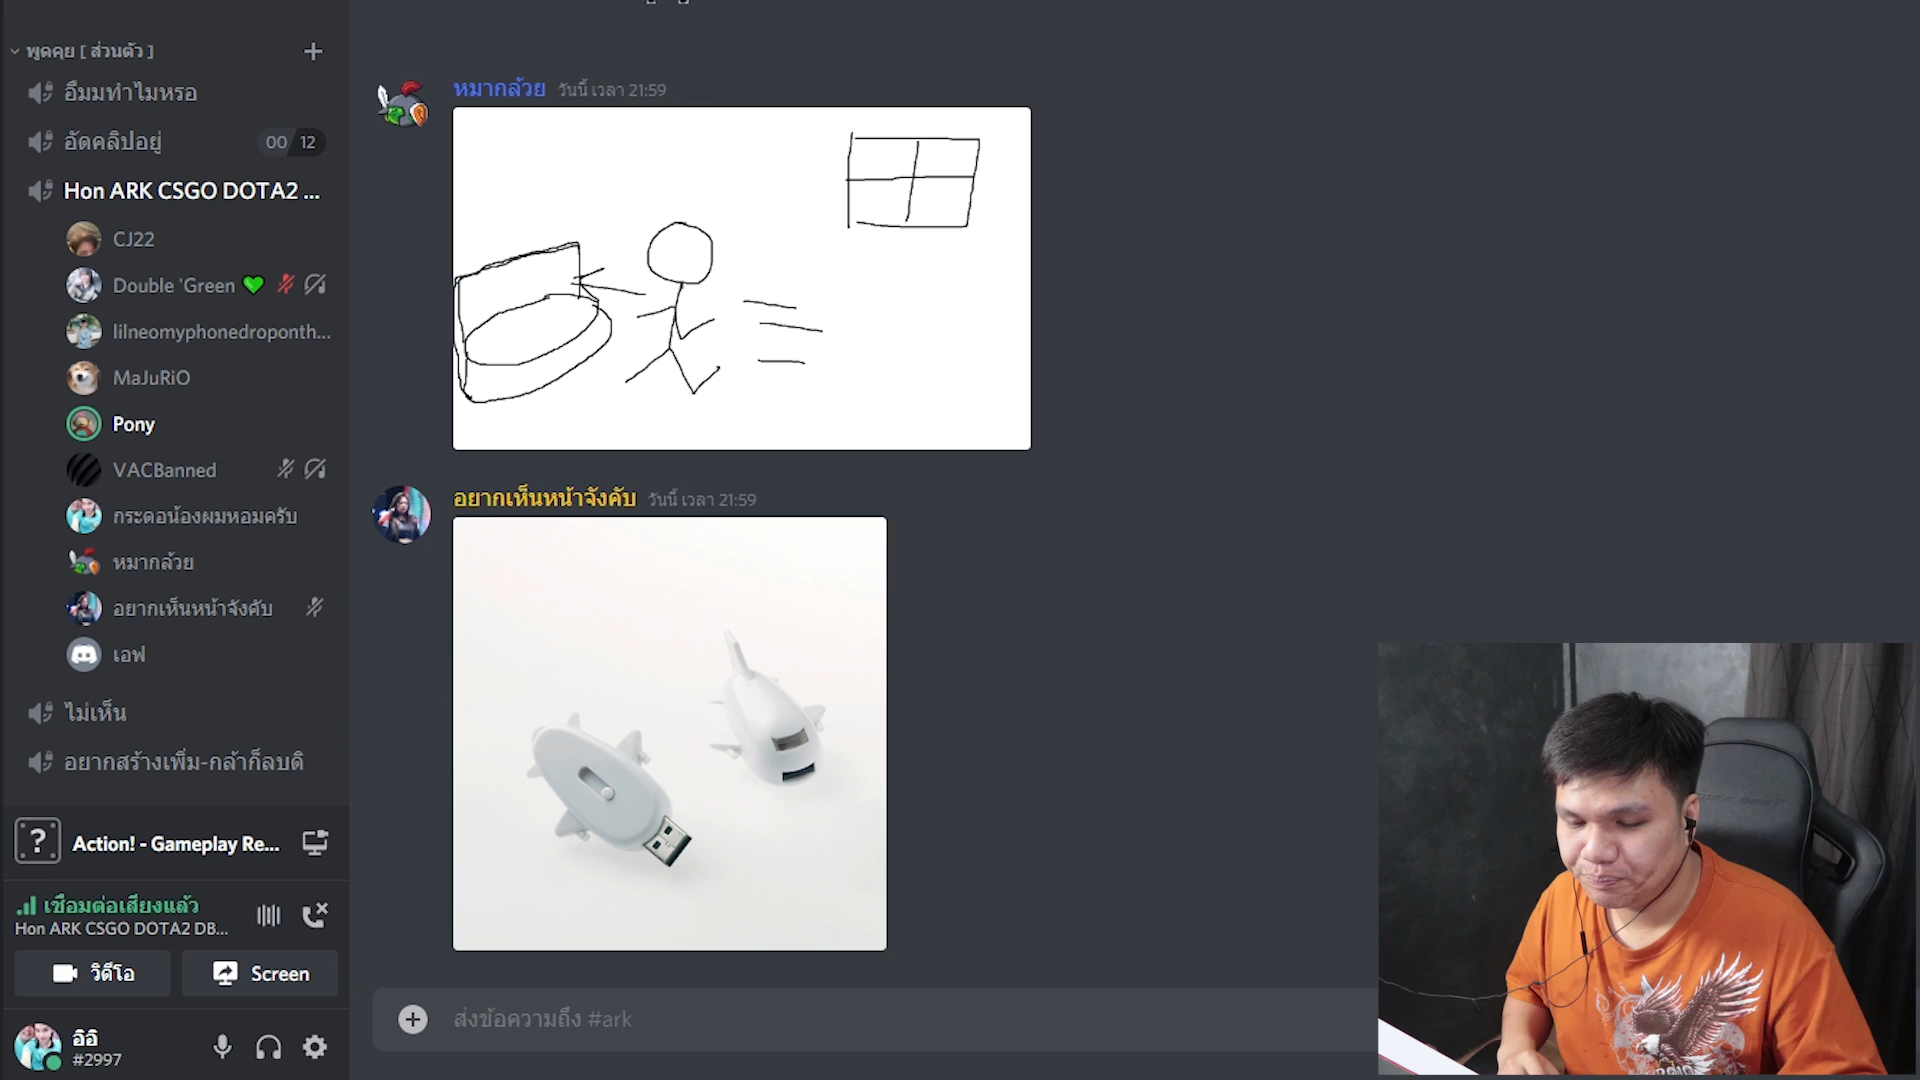 พูดคุย [ ส่วนตัว ]
อืมมทำไมหรอ
อัดคลิปอยู่
00 12
Hon ARK CSGO DOTA2 ...
CJ22
Double 'Green 💚
lilneomyphonedroponth...
MaJuRiO
Pony
VACBanned
กระดอน้องผมหอมครับ
หมากล้วย
อยากเห็นหน้าจังคับ
เอฟ
ไม่เห็น
อยากสร้างเพิ่ม-กล้าก็ลบดิ
Action! - Gameplay Re...
เชื่อมต่อเสียงแล้ว
Hon ARK CSGO DOTA2 DB...
วิดีโอ
Screen
อิอิ
#2997
หมากล้วย วันนี้ เวลา 21:59
อยากเห็นหน้าจังคับ วันนี้ เวลา 21:59
ส่งข้อความถึง #ark